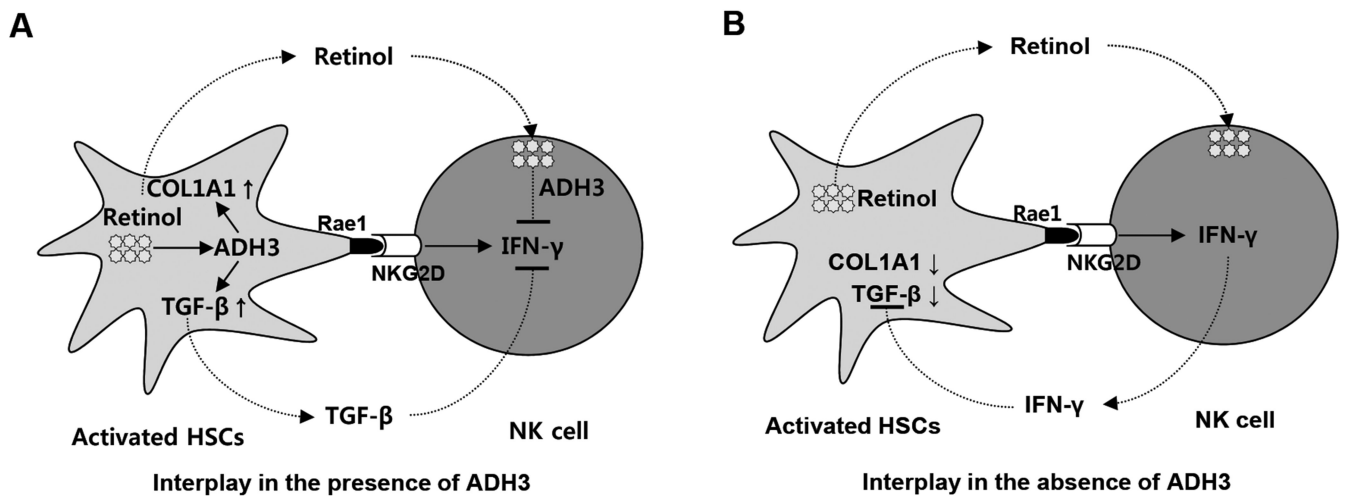 A
Retinol
COL1A1 ↑
Retinol
ADH3
ADH3
Rae1
NKG2D
IFN-γ
TGF-β ↑
TGF-β
Activated HSCs
NK cell
Interplay in the presence of ADH3
B
Retinol
Retinol
Rae1
NKG2D
IFN-γ
COL1A1 ↓
TGF-β ↓
IFN-γ
Activated HSCs
NK cell
Interplay in the absence of ADH3